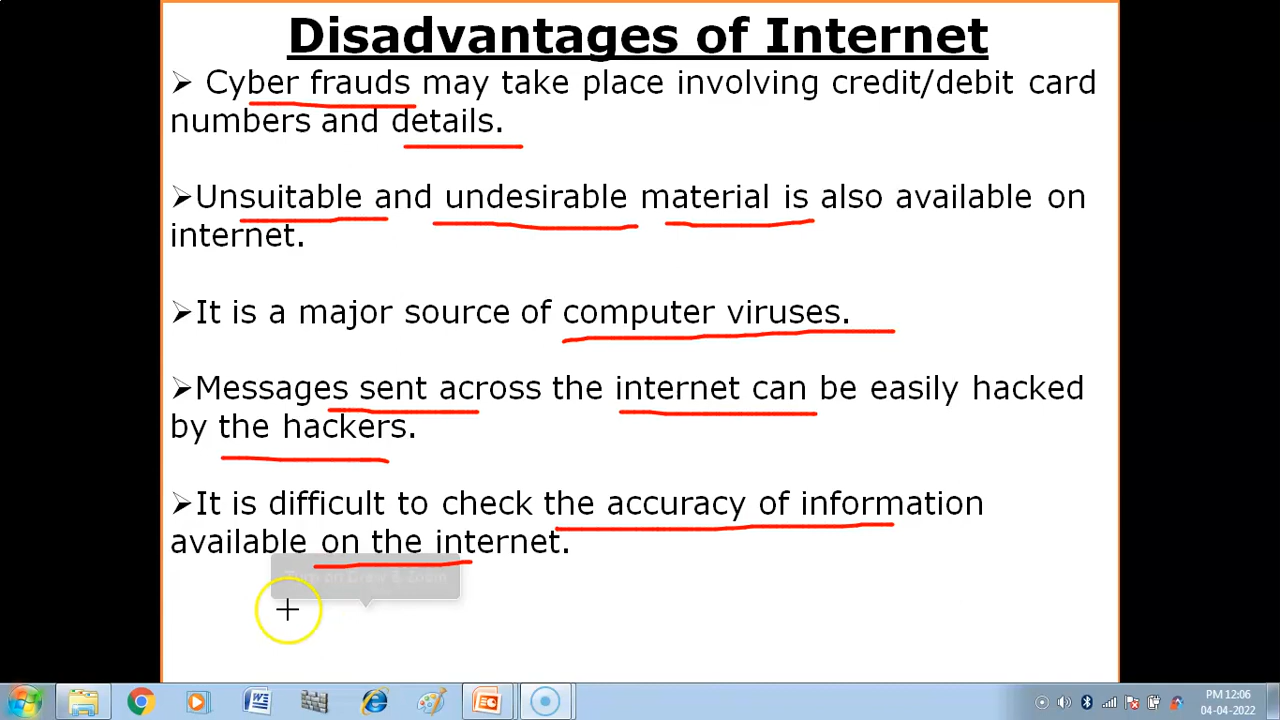 Disadvantages of Internet
➢ Cyber frauds may take place involving credit/debit card
numbers and details.
➢Unsuitable and undesirable material is also available on
internet.
➢It is a major source of computer viruses.
➢Messages sent across the internet can be easily hacked
by the hackers.
➢It is difficult to check the accuracy of information
available on the internet.
PM 12:06
04-04-2022